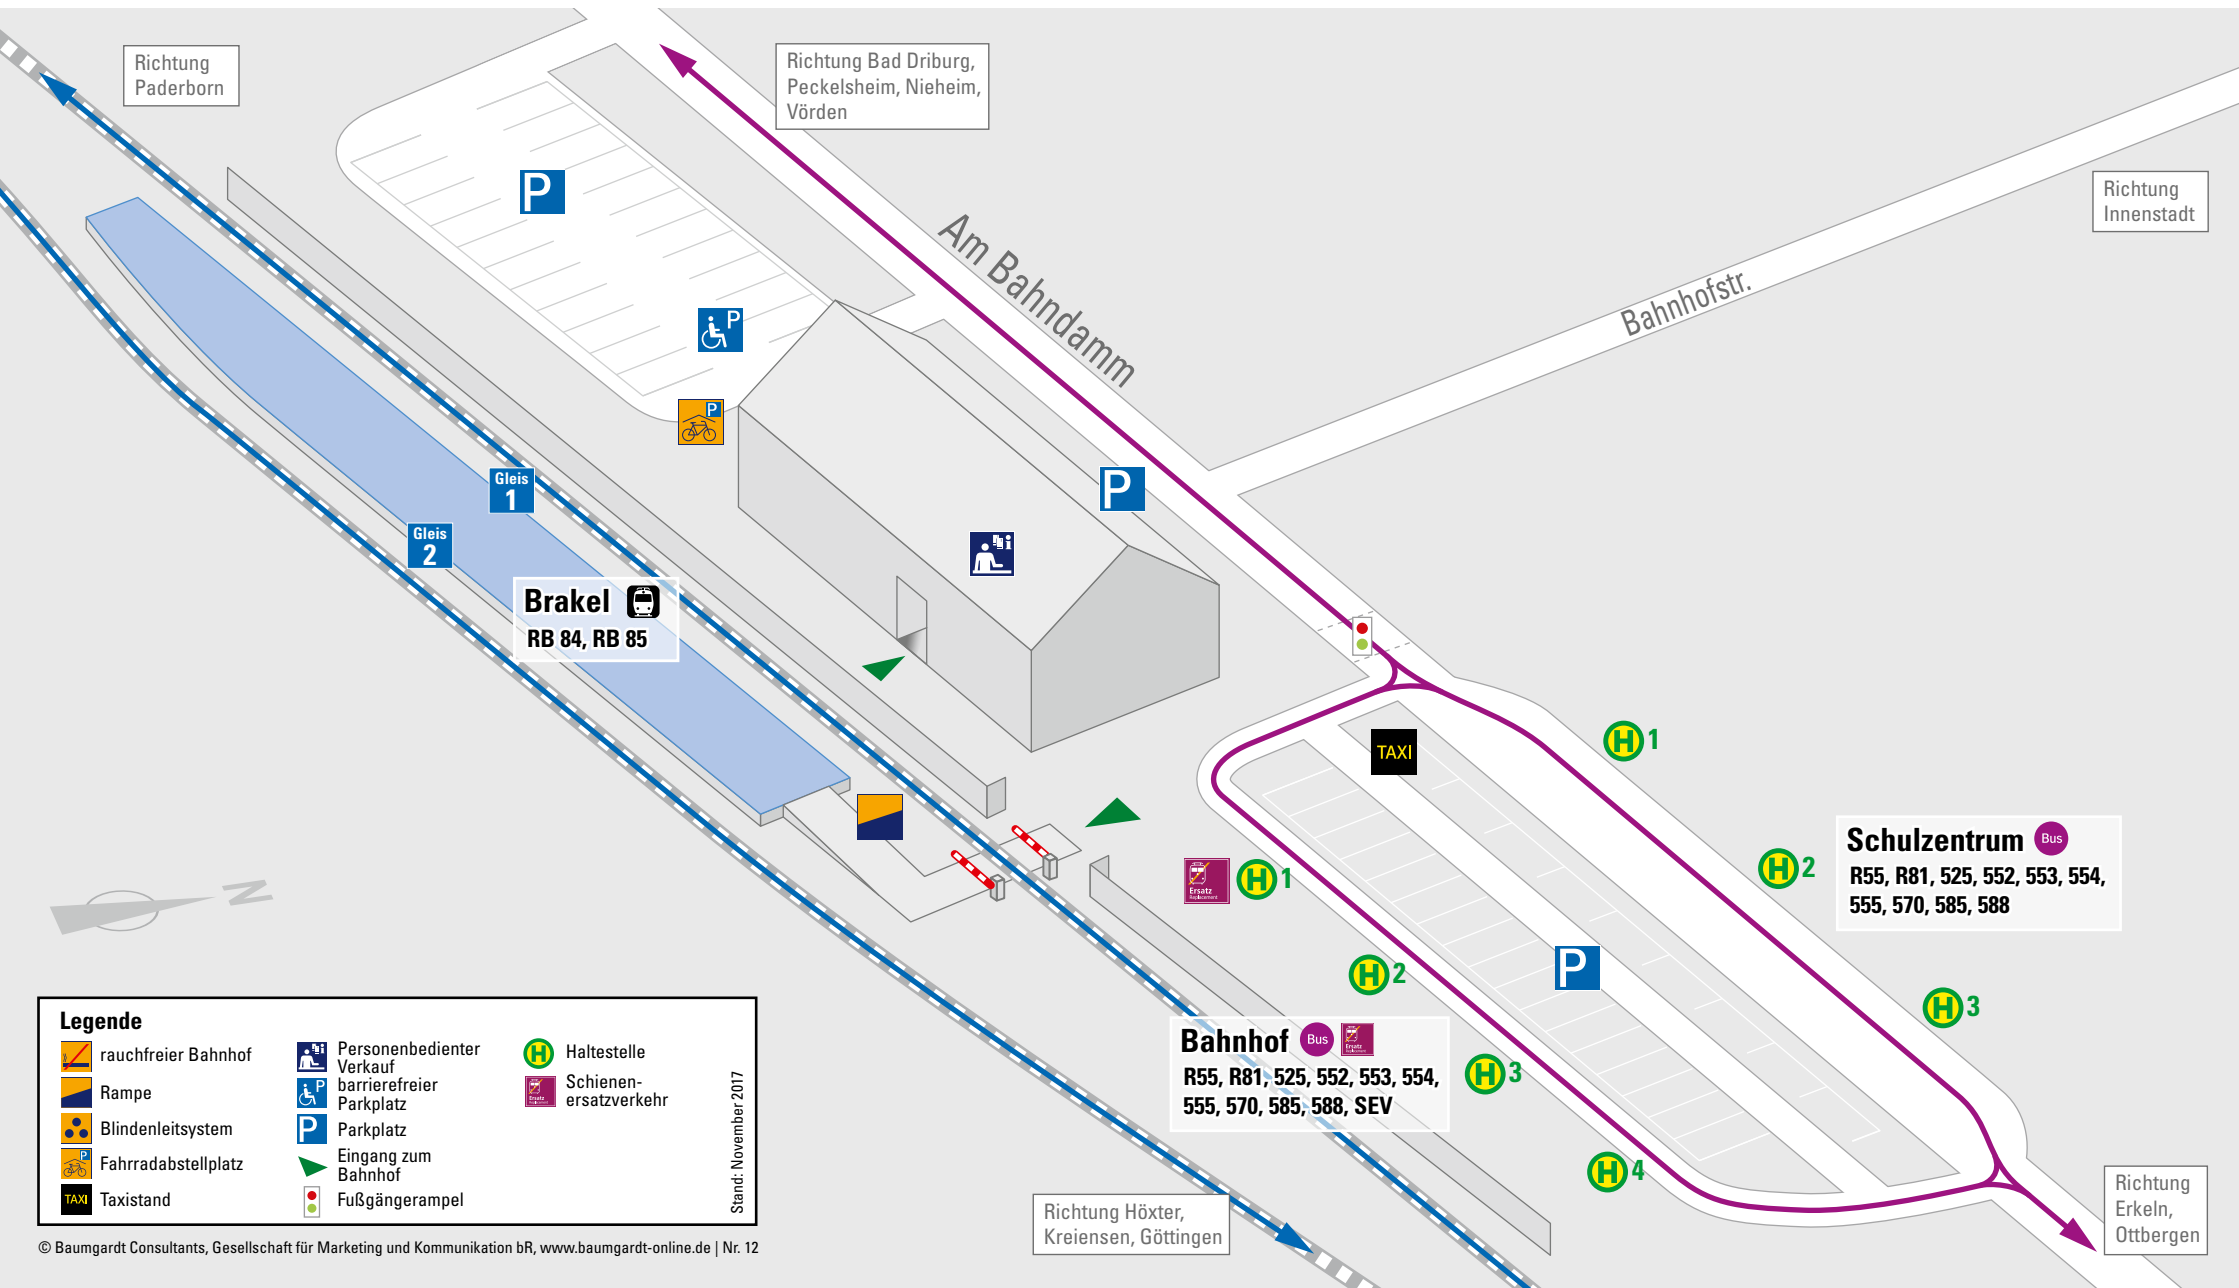 Richtung
Paderborn
Richtung Bad Driburg,
Peckelsheim, Nieheim,
Vörden
Richtung
Innenstadt
Am Bahndamm
Bahnhofstr.
P
P
P
P
Gleis
1
Gleis
2
Brakel
RB 84, RB 85
TAXI
H 1
H 2
H 3
Schulzentrum Bus
R55, R81, 525, 552, 553, 554,
555, 570, 585, 588
Ersatz
Replacement
H 1
H 2
H 3
H 4
P
Bahnhof Bus
Ersatz
R55, R81, 525, 552, 553, 554,
555, 570, 585, 588, SEV
N
Legende
rauchfreier Bahnhof
Rampe
Blindenleitsystem
P
Fahrradabstellplatz
TAXI Taxistand
Personenbedienter
Verkauf
P barrierefreier
Parkplatz
P Parkplatz
Eingang zum
Bahnhof
Fußgängerampel
H Haltestelle
Schienen-
ersatzverkehr
Stand: November 2017
Richtung Höxter,
Kreiensen, Göttingen
Richtung
Erkeln,
Ottbergen
© Baumgardt Consultants, Gesellschaft für Marketing und Kommunikation bR, www.baumgardt-online.de | Nr. 12